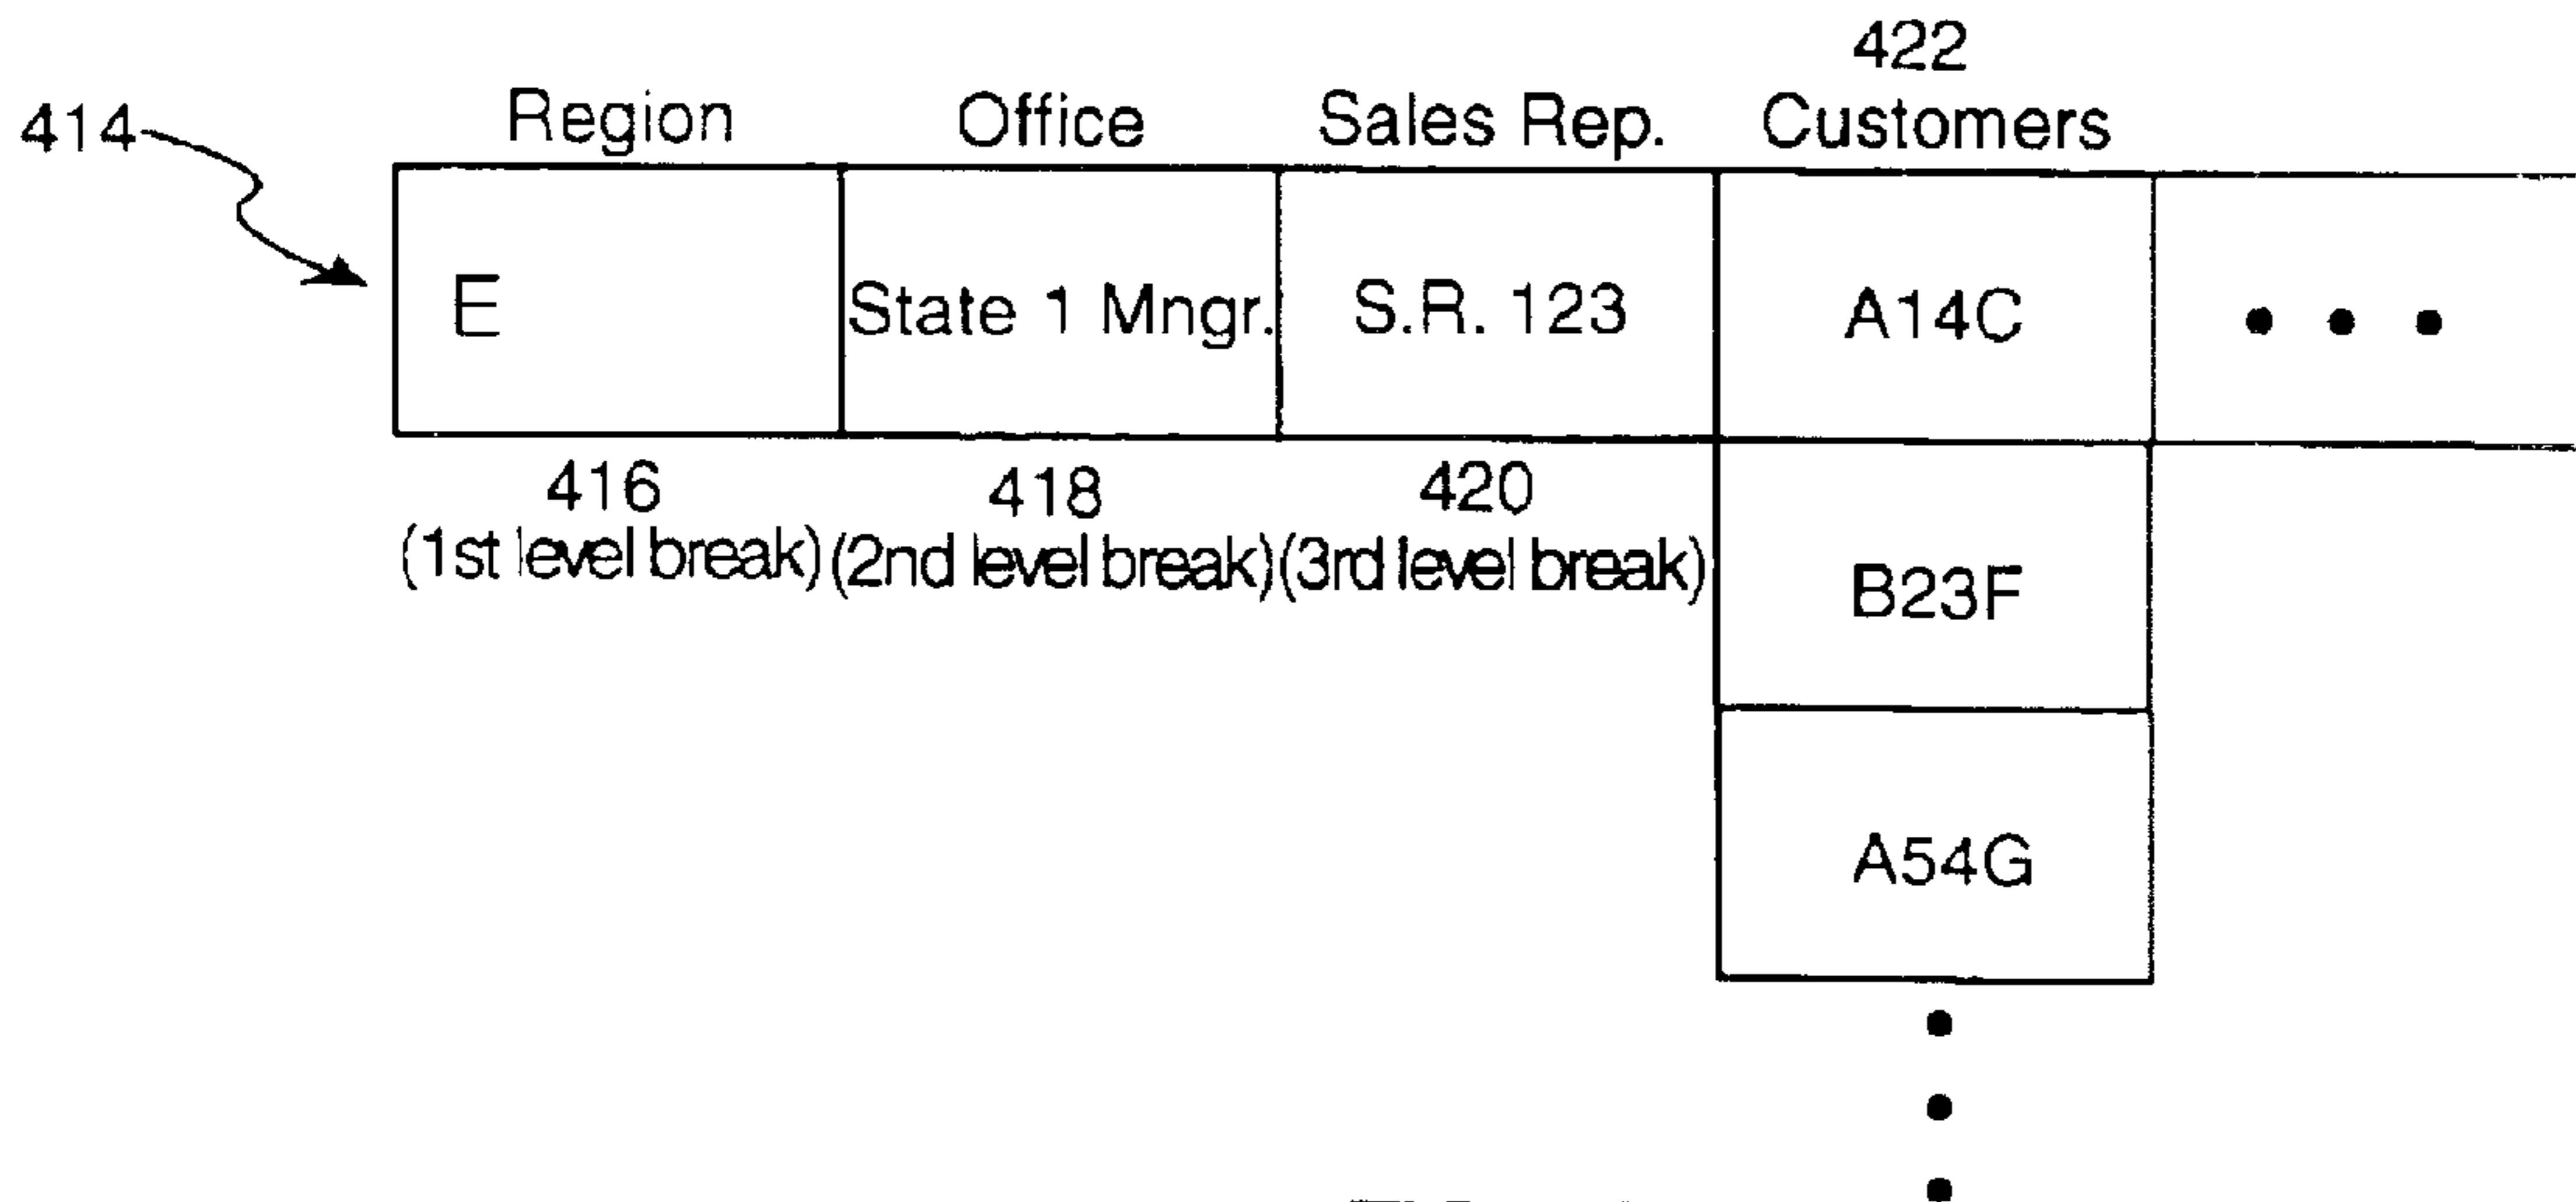 422
414 Region Office Sales Rep. Customers
E State 1 Mngr. S.R. 123 A14C
416 418 420
(1st level break) (2nd level break) (3rd level break)
B23F
A54G